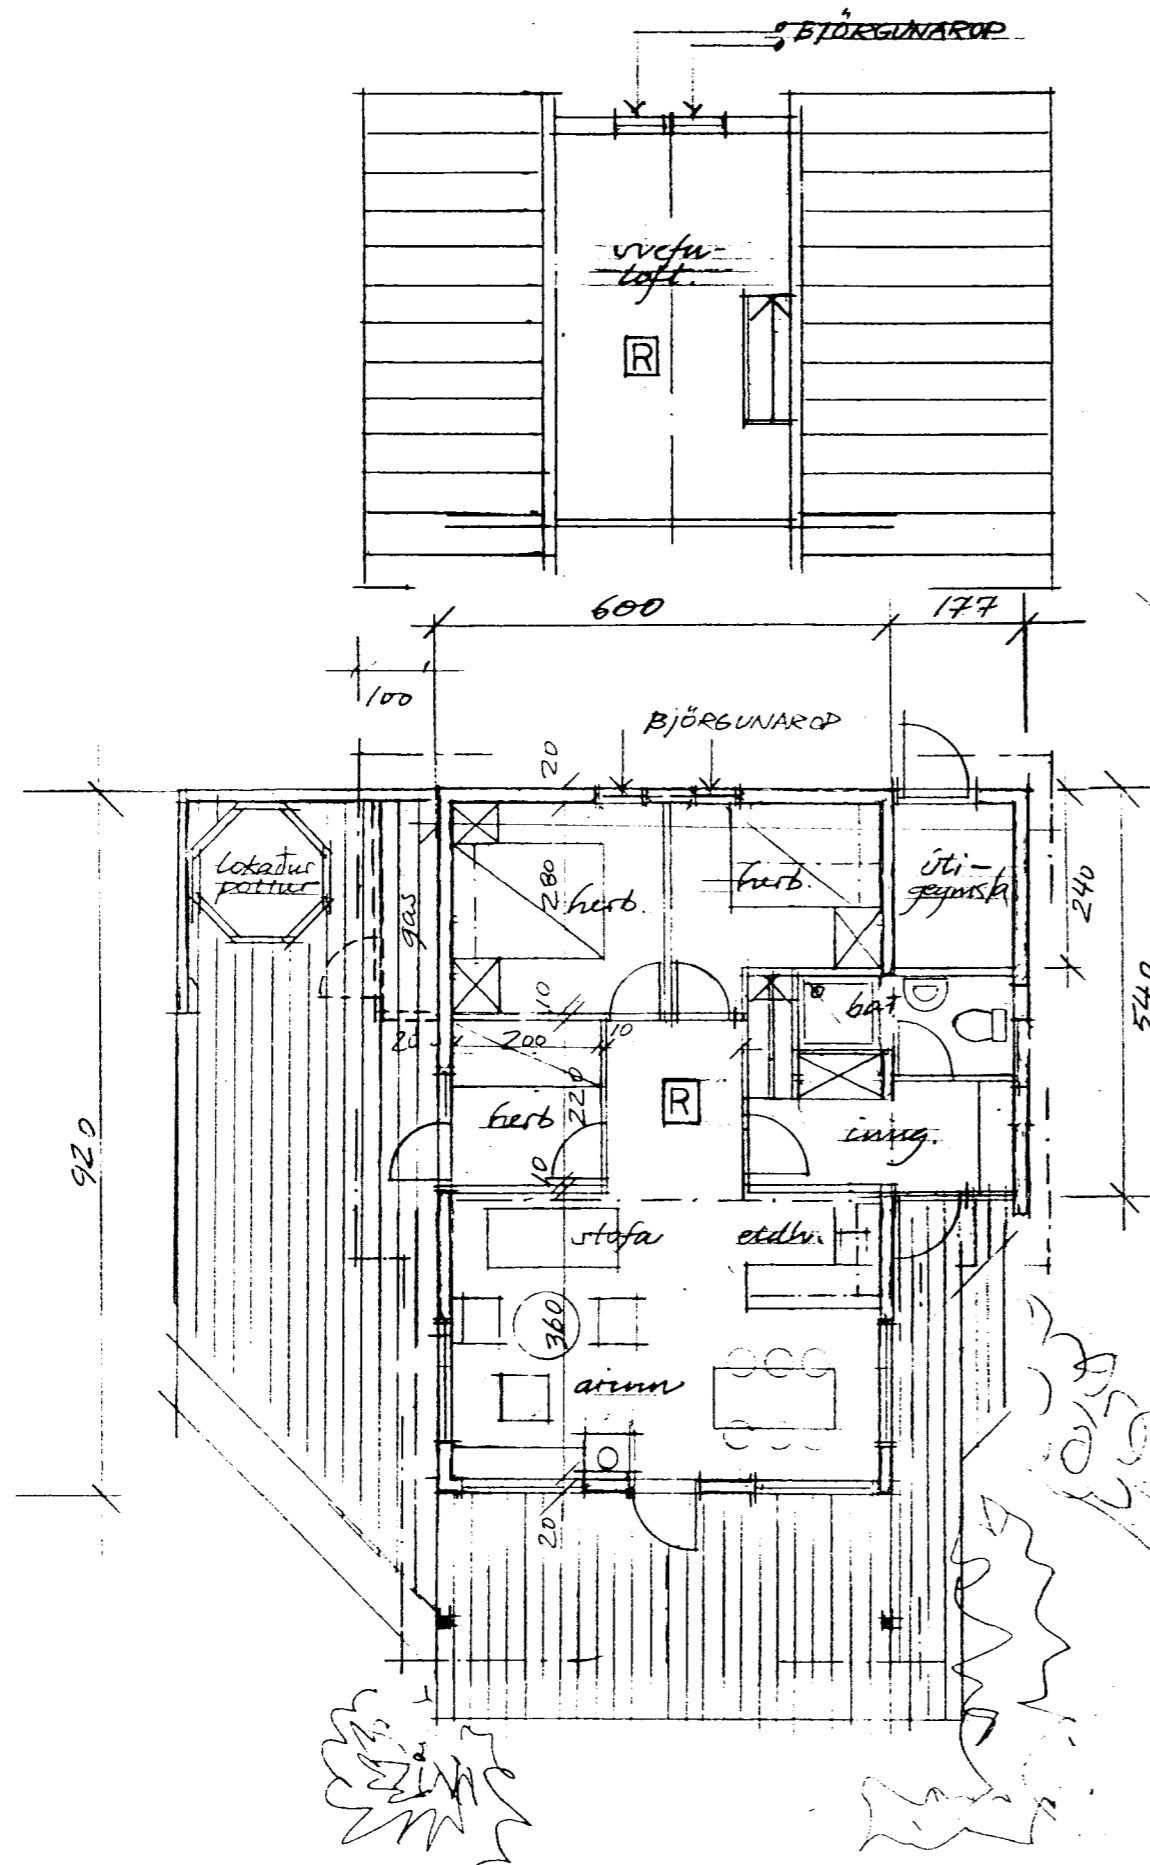 BJÖRGUNAROP
svefn-
loft.
R
600
177
100
BJÖRGUNAROP
20
lokaður
pottur
gas
280
herb.
herb.
úti-
geymsla
240
10
bað
540
20
200
10
220
R
herb
inng.
920
10
stofa
eldh.
360
arinn
20